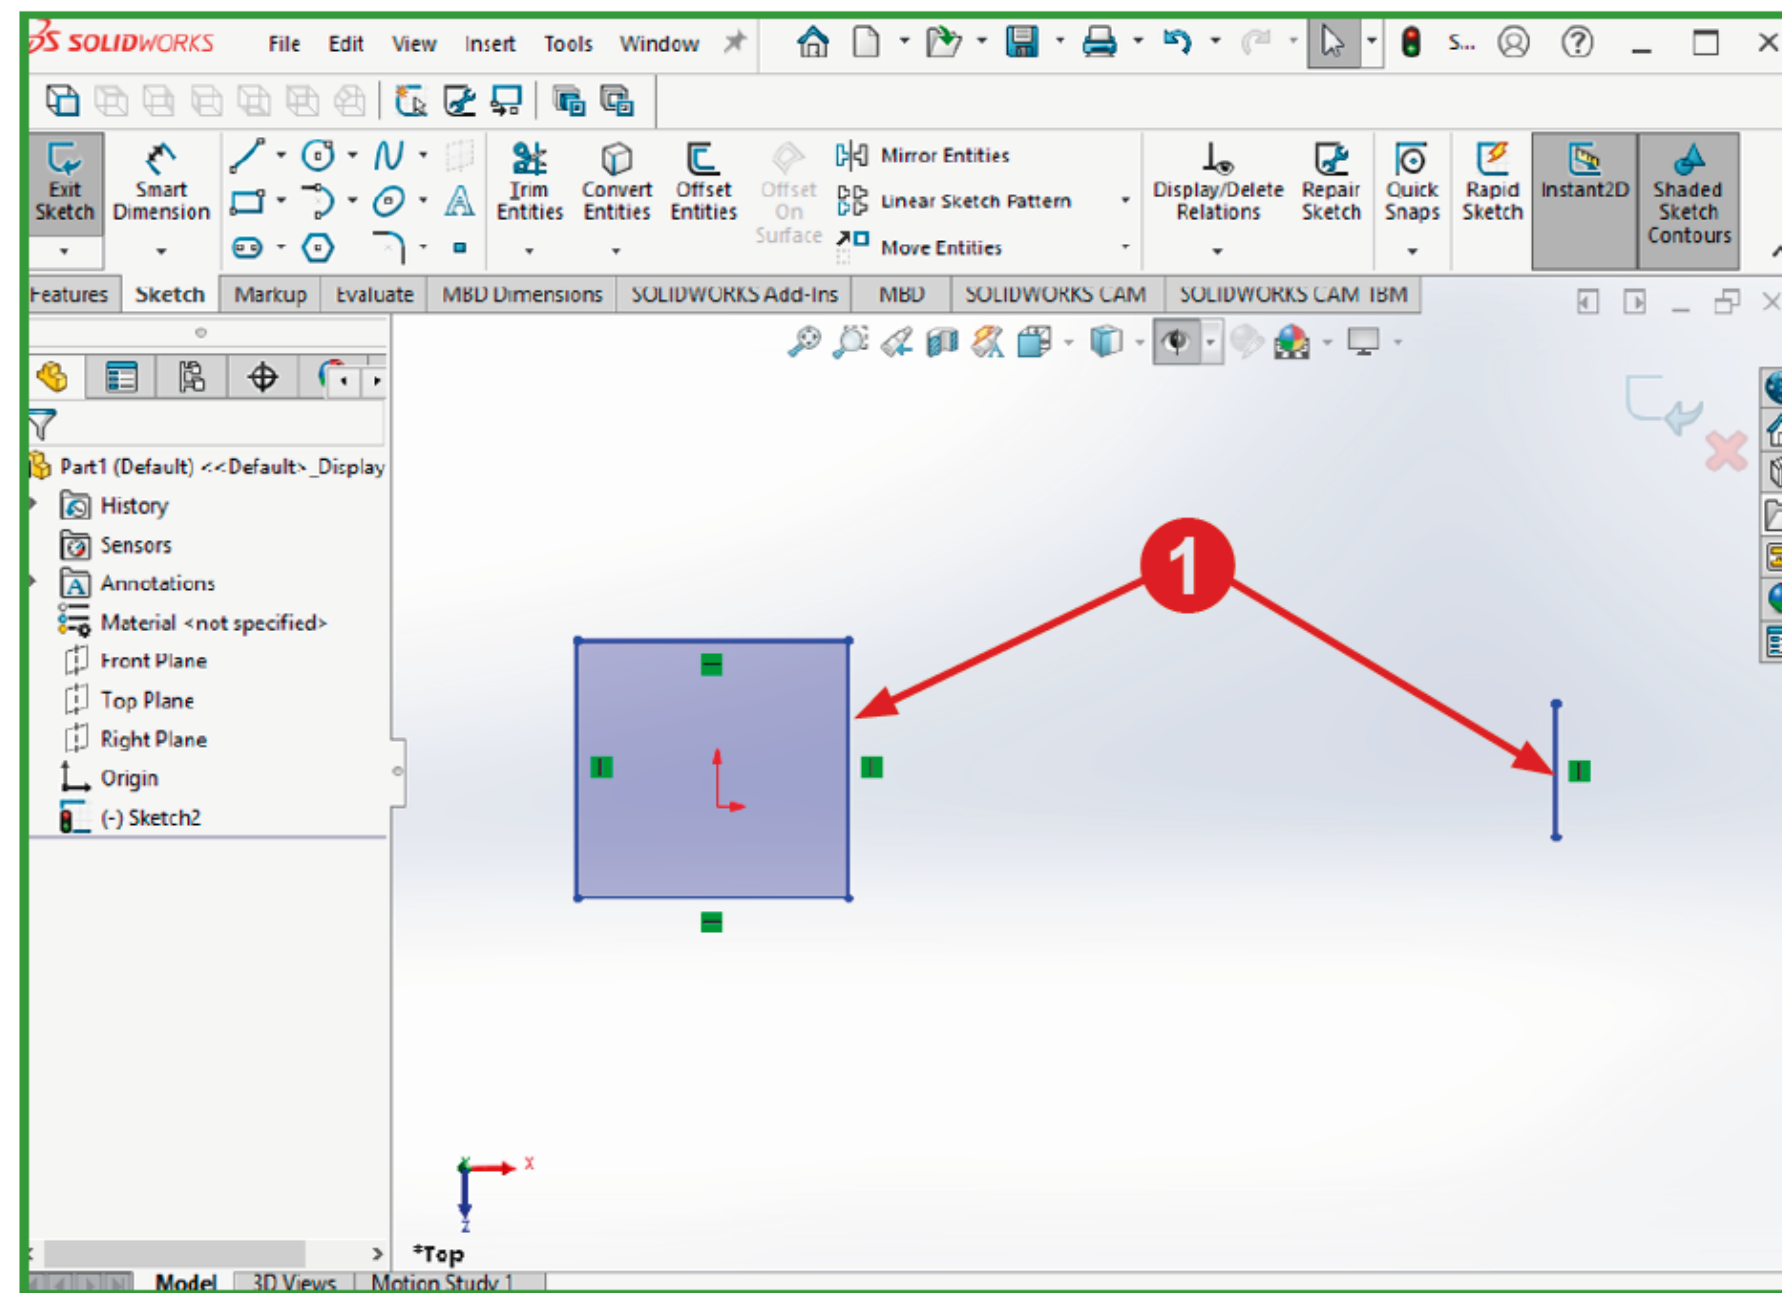 SOLIDWORKS File Edit View Insert Tools Window S... ?
Exit Sketch
Smart Dimension
Trim Entities
Convert Entities
Offset Entities
Offset On Surface
Mirror Entities
Linear Sketch Pattern
Move Entities
Display/Delete Relations
Repair Sketch
Quick Snaps
Rapid Sketch
Instant2D
Shaded Sketch Contours
Features Sketch Markup Evaluate MBD Dimensions SOLIDWORKS Add-Ins MBD SOLIDWORKS CAM SOLIDWORKS CAM TBM
Part1 (Default) <<Default>_Display
History
Sensors
Annotations
Material <not specified>
Front Plane
Top Plane
Right Plane
Origin
(-) Sketch2
1
X
Z
*Top
Model 3D Views Motion Study 1